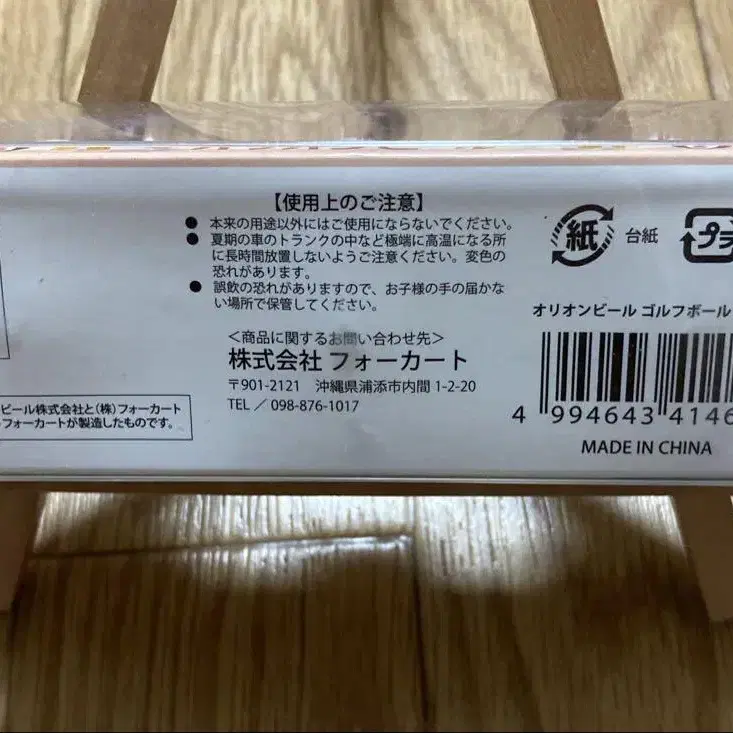 【使用上のご注意】
● 本来の用途以外にはご使用にならないでください。
● 夏期の車のトランクの中など極端に高温になる所
に長時間放置しないようご注意ください。変色の
恐れがあります。
● 誤飲の恐れがありますので、お子様の手の届かな
い場所で保管してください。
<商品に関するお問い合わせ先>
株式会社 フォーカート
〒901-2121 沖縄県浦添市内間 1-2-20
TEL / 098-876-1017
ビール株式会社と(株)フォーカート
フォーカートが製造したものです。
紙 台紙
プラ
オリオンビール ゴルフボール
4 994643 4146
MADE IN CHINA